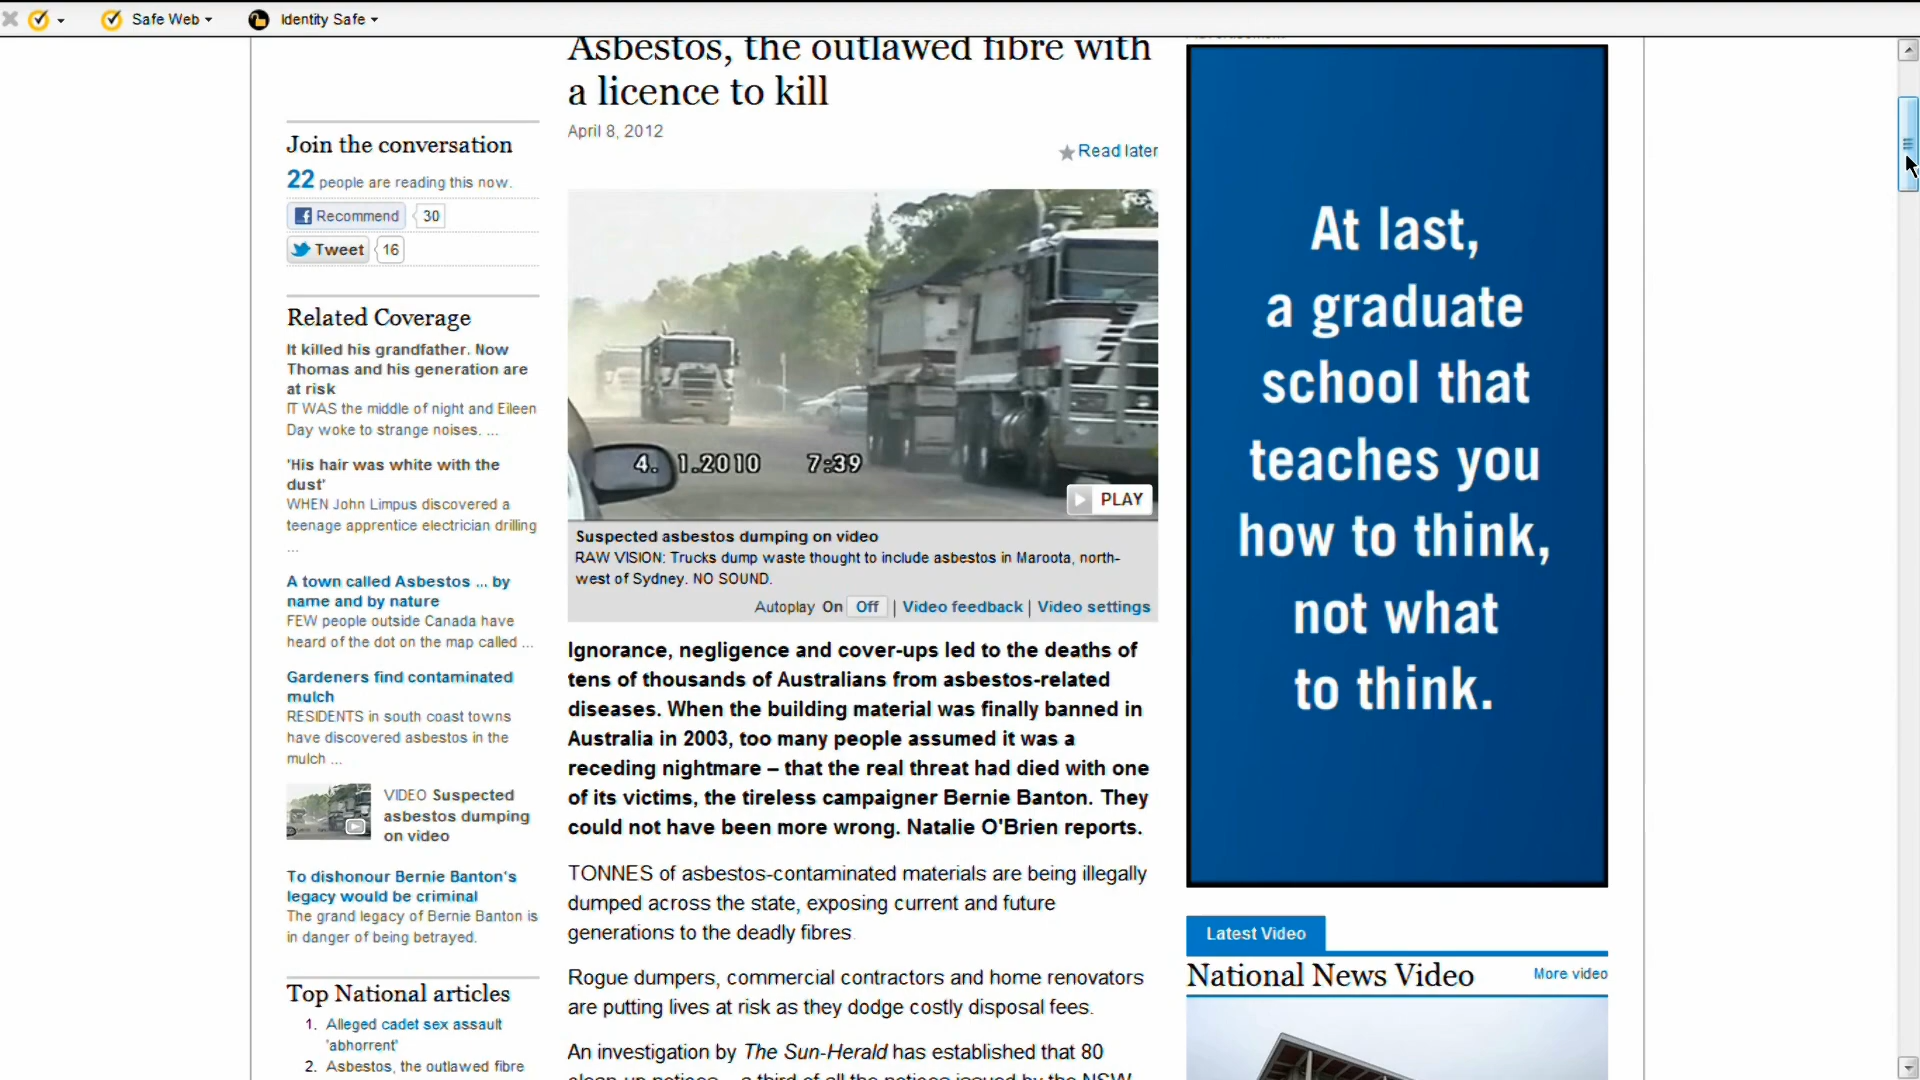 Safe Web
Identity Safe
Asbestos, the outlawed fibre with
a licence to kill
April 8, 2012
Read later
Join the conversation
22 people are reading this now.
Recommend 30
Tweet 16
Related Coverage
It killed his grandfather. Now
Thomas and his generation are
at risk
IT WAS the middle of night and Eileen
Day woke to strange noises. ...
'His hair was white with the
dust'
WHEN John Limpus discovered a
teenage apprentice electrician drilling
...
A town called Asbestos ... by
name and by nature
FEW people outside Canada have
heard of the dot on the map called ...
Gardeners find contaminated
mulch
RESIDENTS in south coast towns
have discovered asbestos in the
mulch ...
VIDEO Suspected
asbestos dumping
on video
To dishonour Bernie Banton's
legacy would be criminal
The grand legacy of Bernie Banton is
in danger of being betrayed.
Top National articles
1. Alleged cadet sex assault
'abhorrent'
2. Asbestos, the outlawed fibre
4. 1.2010 7:39
PLAY
Suspected asbestos dumping on video
RAW VISION: Trucks dump waste thought to include asbestos in Maroota, north-
west of Sydney. NO SOUND.
Autoplay On Off | Video feedback | Video settings
Ignorance, negligence and cover-ups led to the deaths of
tens of thousands of Australians from asbestos-related
diseases. When the building material was finally banned in
Australia in 2003, too many people assumed it was a
receding nightmare – that the real threat had died with one
of its victims, the tireless campaigner Bernie Banton. They
could not have been more wrong. Natalie O'Brien reports.
TONNES of asbestos-contaminated materials are being illegally
dumped across the state, exposing current and future
generations to the deadly fibres.
Rogue dumpers, commercial contractors and home renovators
are putting lives at risk as they dodge costly disposal fees.
An investigation by The Sun-Herald has established that 80
clean-up notices – a third of all the notices issued by the NSW
At last,
a graduate
school that
teaches you
how to think,
not what
to think.
Latest Video
National News Video
More video